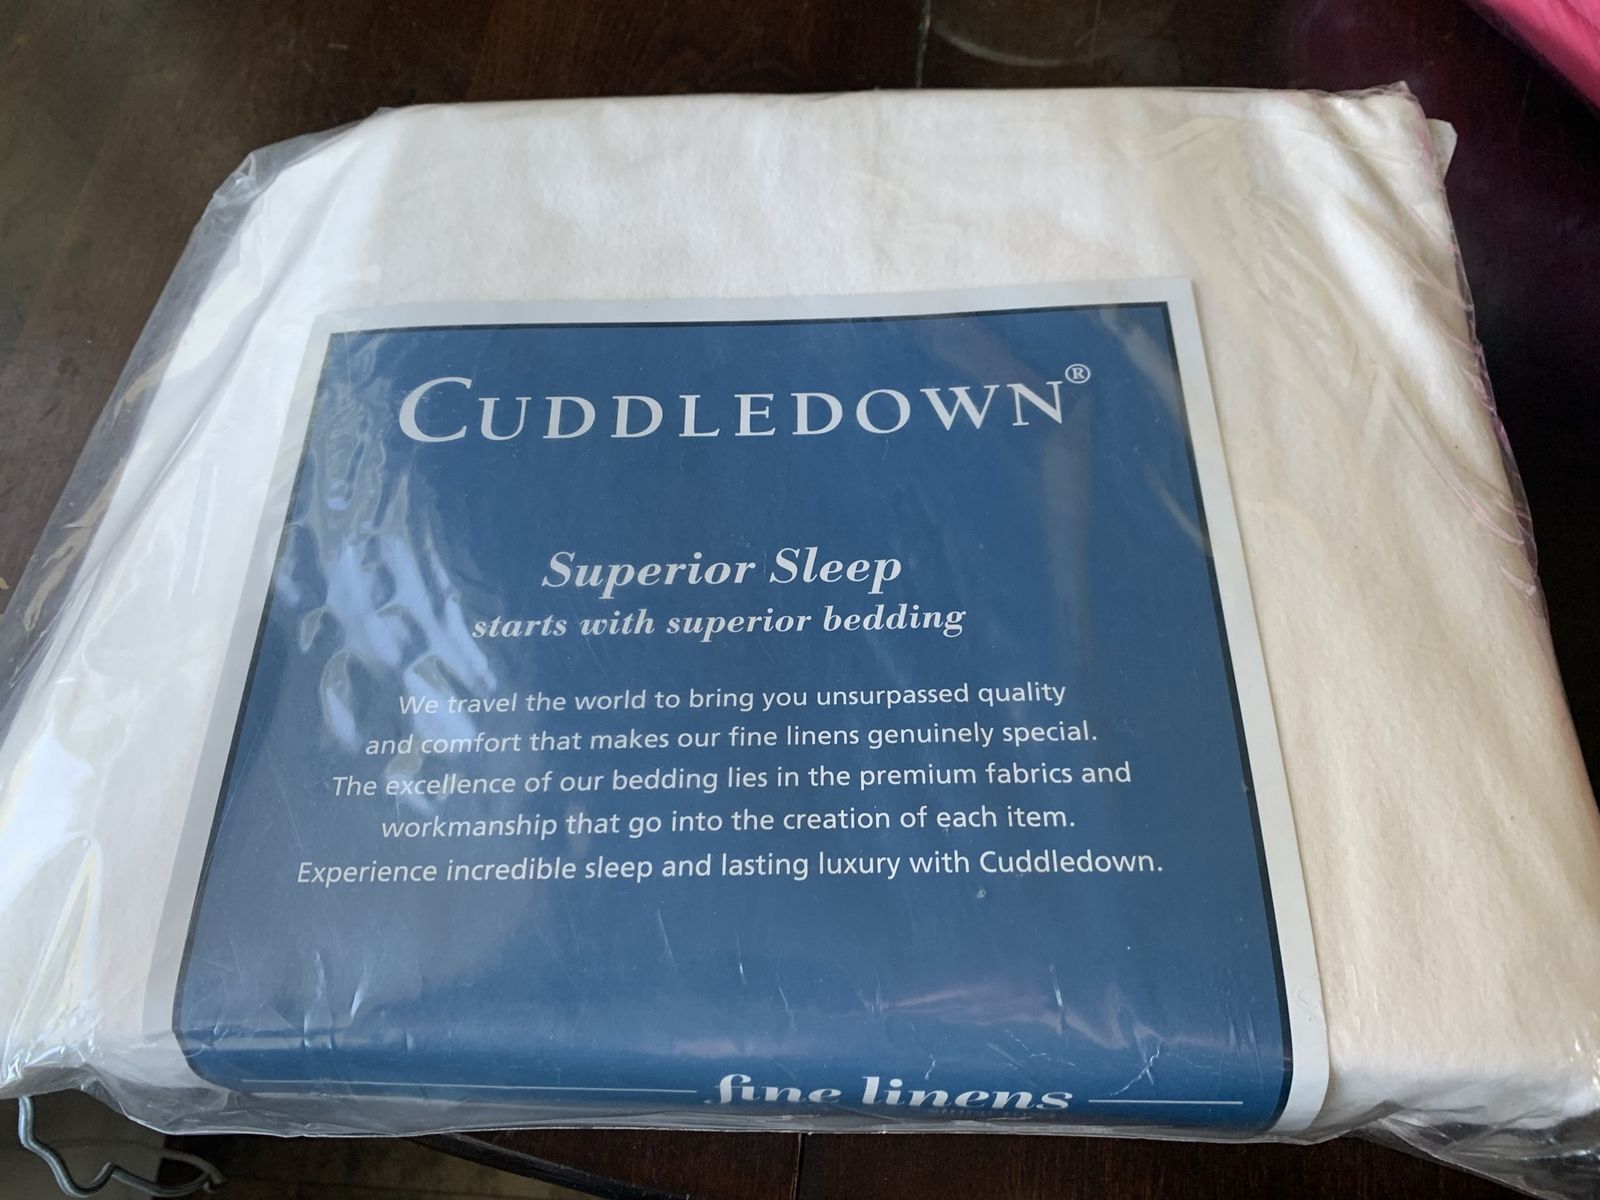 CUDDLEDOWN®
Superior Sleep
starts with superior bedding
We travel the world to bring you unsurpassed quality
and comfort that makes our fine linens genuinely special.
The excellence of our bedding lies in the premium fabrics and
workmanship that go into the creation of each item.
Experience incredible sleep and lasting luxury with Cuddledown.
fine linens